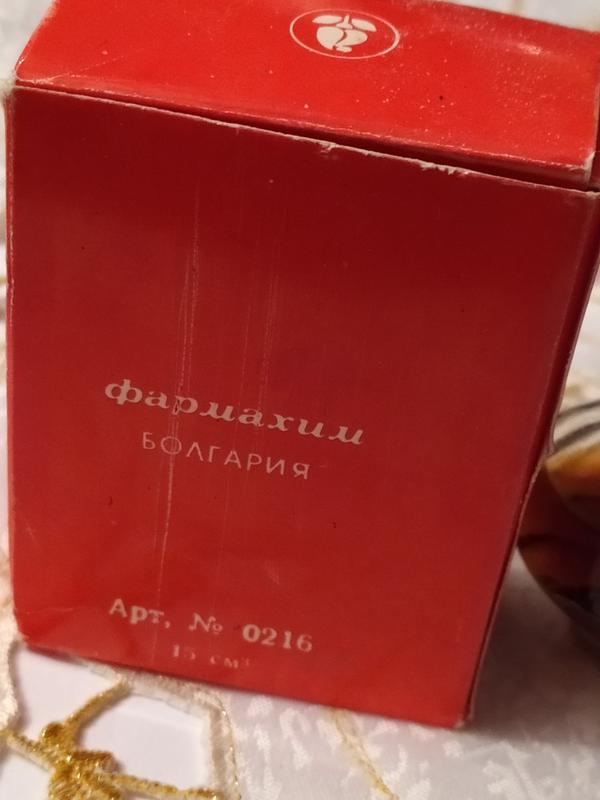 фармахим
БОЛГАРИЯ
Арт. № 0216
15 см³